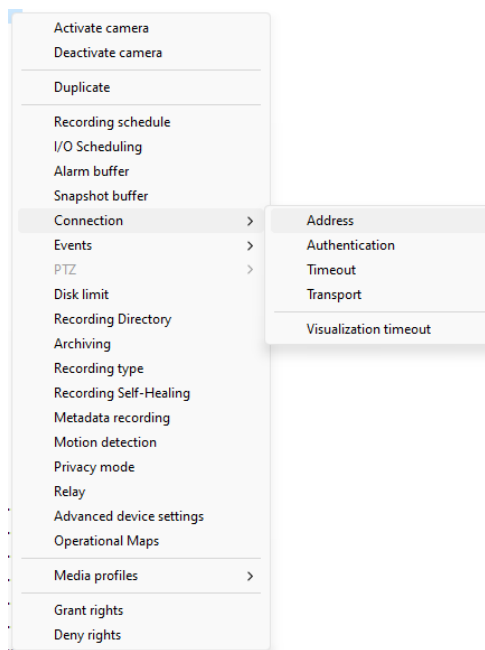 Activate camera
Deactivate camera
Duplicate
Recording schedule
I/O Scheduling
Alarm buffer
Snapshot buffer
Connection
Address
Events
Authentication
PTZ
Timeout
Disk limit
Transport
Recording Directory
Visualization timeout
Archiving
Recording type
Recording Self-Healing
Metadata recording
Motion detection
Privacy mode
Relay
Advanced device settings
Operational Maps
Media profiles
Grant rights
Deny rights